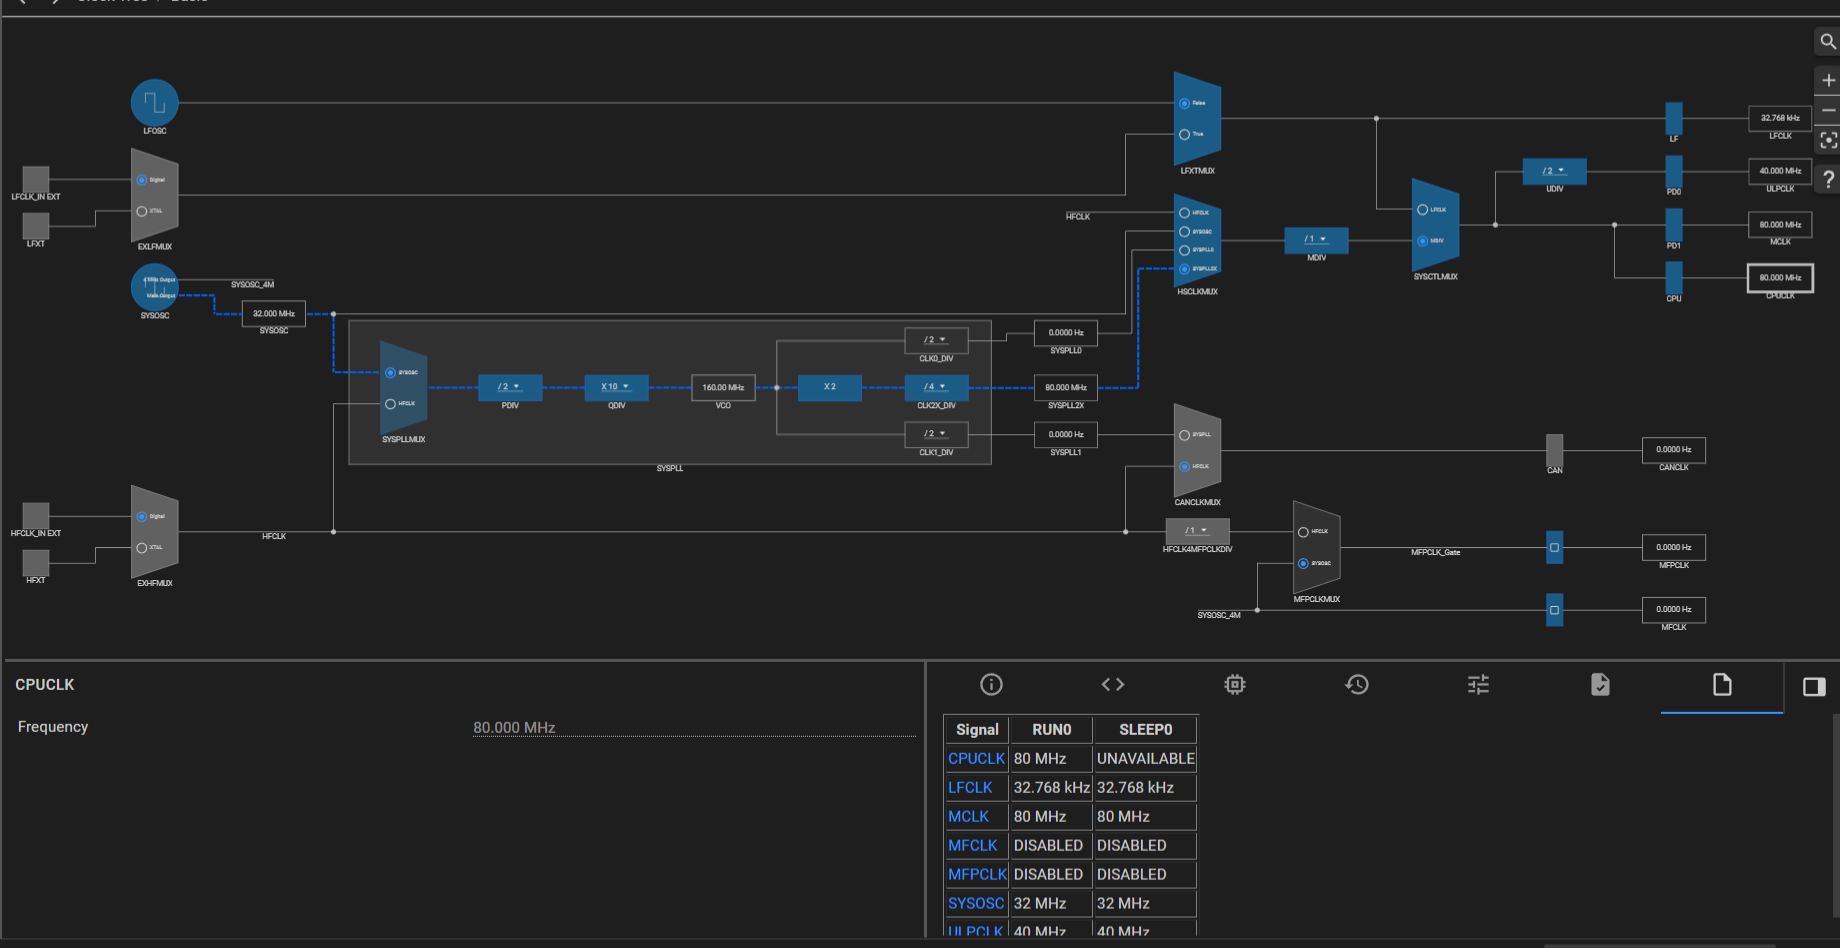 LFOSC
LFCLK_IN EXT
LFXT
Digital
XTAL
EXLFMUX
Main Output
SYSOSC
SYSOSC_4M
32.000 MHz
SYSOSC
SYSOSC
HFCLK
SYSPLLMUX
/ 2
PDIV
X 10
QDIV
160.00 MHz
VCO
X 2
/ 2
CLK0_DIV
/ 4
CLK2X_DIV
/ 2
CLK1_DIV
SYSPLL
0.0000 Hz
SYSPLL0
80.000 MHz
SYSPLL2X
0.0000 Hz
SYSPLL1
HFCLK_IN EXT
HFXT
Digital
XTAL
EXHFMUX
HFCLK
False
True
LFXTMUX
HFCLK
HFCLK
SYSOSC
SYSPLL0
SYSPLL2X
HSCLKMUX
/ 1
MDIV
LFCLK
MDIV
SYSCTLMUX
/ 2
UDIV
LF
32.768 kHz
LFCLK
PD0
40.000 MHz
ULPCLK
PD1
80.000 MHz
MCLK
CPU
80.000 MHz
CPUCLK
SYSPLL
HFCLK
CANCLKMUX
CAN
0.0000 Hz
CANCLK
/ 1
HFCLK4MFPCLKDIV
HFCLK
SYSOSC
MFPCLKMUX
MFPCLK_Gate
0.0000 Hz
MFPCLK
SYSOSC_4M
0.0000 Hz
MFCLK
CPUCLK
Frequency 80.000 MHz
Signal RUN0 SLEEP0
CPUCLK 80 MHz UNAVAILABLE
LFCLK 32.768 kHz 32.768 kHz
MCLK 80 MHz 80 MHz
MFCLK DISABLED DISABLED
MFPCLK DISABLED DISABLED
SYSOSC 32 MHz 32 MHz
ULPCLK 40 MHz 40 MHz